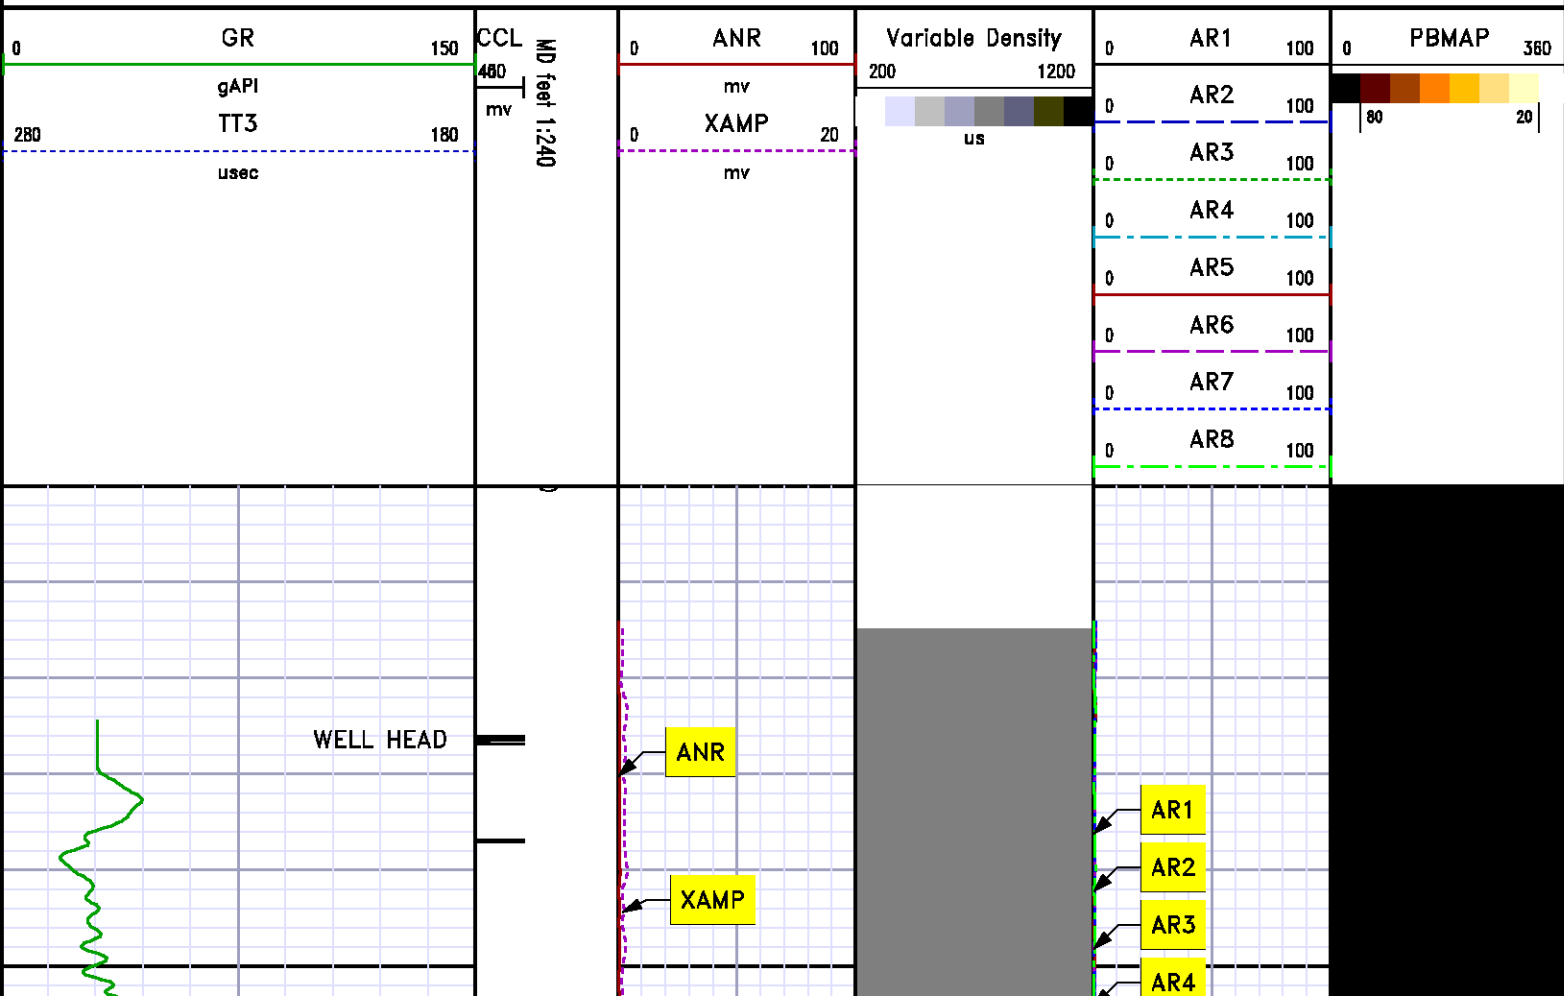 GR
0 150
gAPI
TT3
280 180
usec
CCL
mv
MD feet 1:240
ANR
0 100
mv
XAMP
0 20
mv
Variable Density
200 1200
us
AR1
0 100
AR2
0 100
AR3
0 100
AR4
0 100
AR5
0 100
AR6
0 100
AR7
0 100
AR8
0 100
PBMAP
0 360
80 20
WELL HEAD
ANR
XAMP
AR1
AR2
AR3
AR4